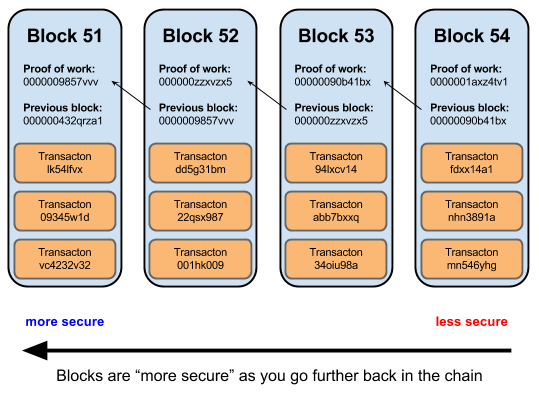 Block 51
Proof of work:
0000009857vvv
Previous block:
000000432qrza1
Transacton
lk54lfvx
Transacton
09345w1d
Transacton
vc4232v32
Block 52
Proof of work:
000000zzxvzx5
Previous block:
0000009857vvv
Transacton
dd5g31bm
Transacton
22qsx987
Transacton
001hk009
Block 53
Proof of work:
00000090b41bx
Previous block:
000000zzxvzx5
Transacton
94lxcv14
Transacton
abb7bxxq
Transacton
34oiu98a
Block 54
Proof of work:
0000001axz4tv1
Previous block:
00000090b41bx
Transacton
fdxx14a1
Transacton
nhn3891a
Transacton
mn546yhg
more secure
less secure
Blocks are “more secure” as you go further back in the chain